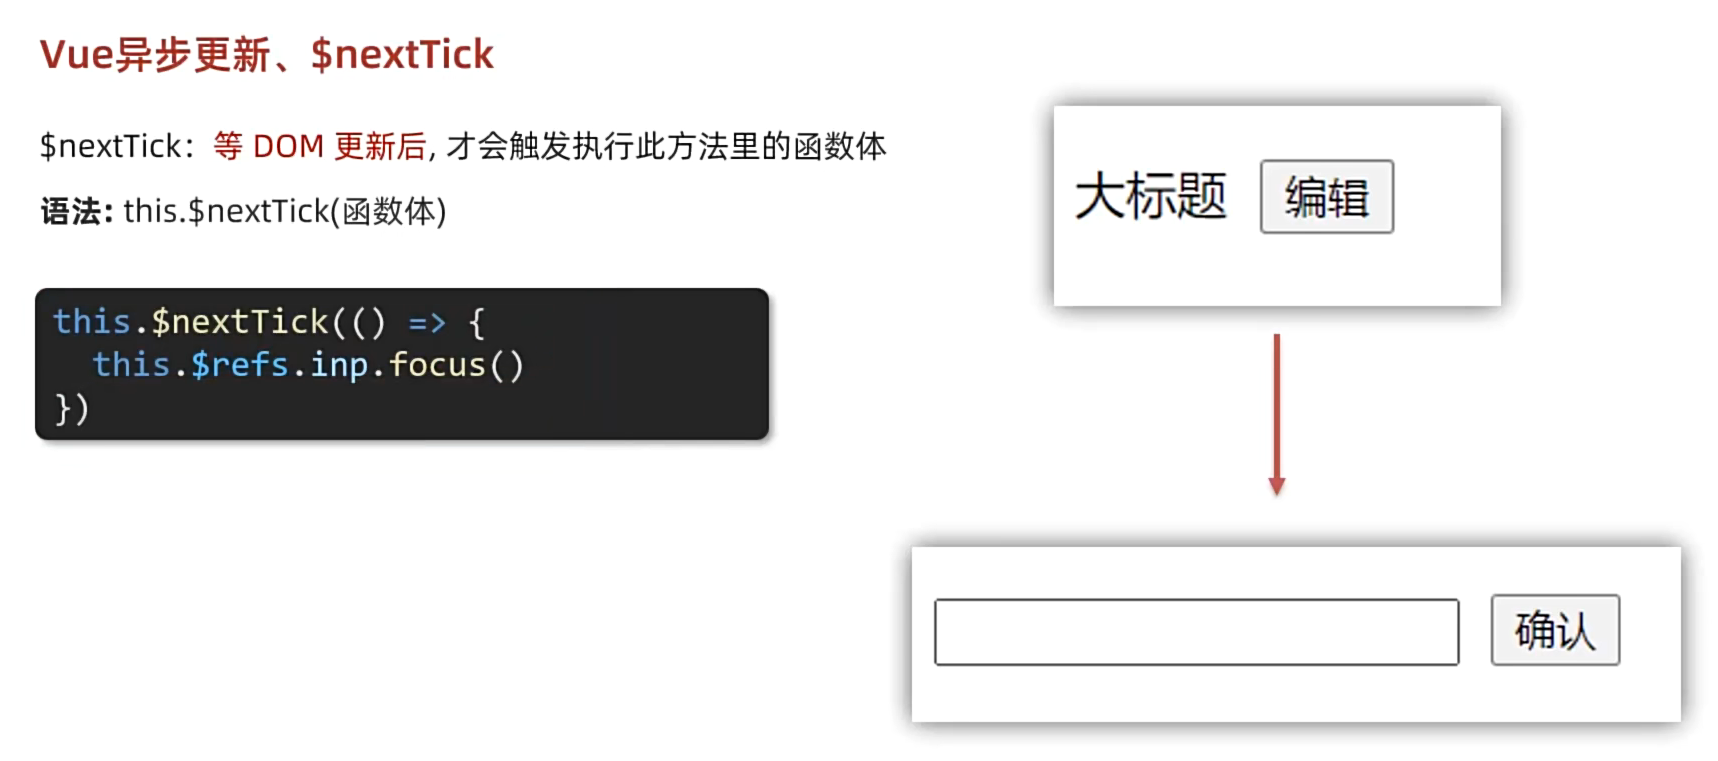 Vue异步更新、$nextTick
$nextTick：等 DOM 更新后, 才会触发执行此方法里的函数体
语法: this.$nextTick(函数体)
this.$nextTick(() => {
  this.$refs.inp.focus()
})
大标题 编辑
确认